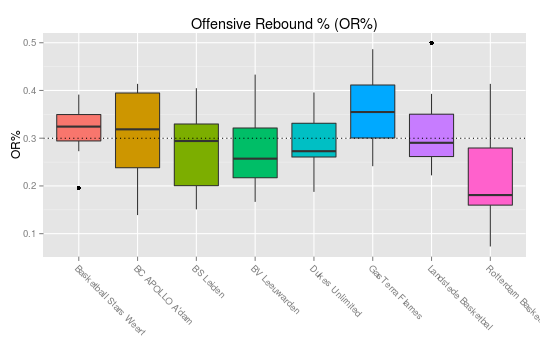 Offensive Rebound % (OR%)
OR%
0.5
0.4
0.3
0.2
0.1
Basketball Stars Weert
BC APOLLO A'dam
BS Leiden
BV Leeuwarden
Dukes Unlimited
GasTerra Flames
Landstede Basketbal
Rotterdam Baske